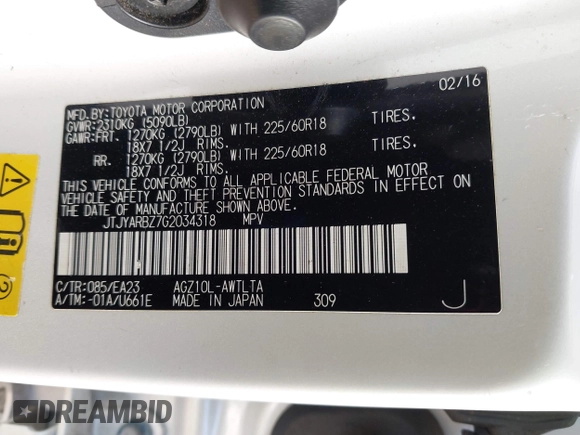 MFD.BY:TOYOTA MOTOR CORPORATION 02/16
GVWR:2310KG (5090LB)
GAWR:FRT. 1270KG (2790LB) WITH 225/60R18 TIRES.
18X7 1/2J RIMS.
RR. 1270KG (2790LB) WITH 225/60R18 TIRES.
18X7 1/2J RIMS.
THIS VEHICLE CONFORMS TO ALL APPLICABLE FEDERAL MOTOR
VEHICLE SAFETY AND THEFT PREVENTION STANDARDS IN EFFECT
ON THE DATE OF MANUFACTURE SHOWN ABOVE.
JTJYARBZ7G2034318 MPV
C/TR:085/EA23 AGZ10L-AWTLTA
A/TM:-01A/U661E MADE IN JAPAN 309 J
2
DREAMBID